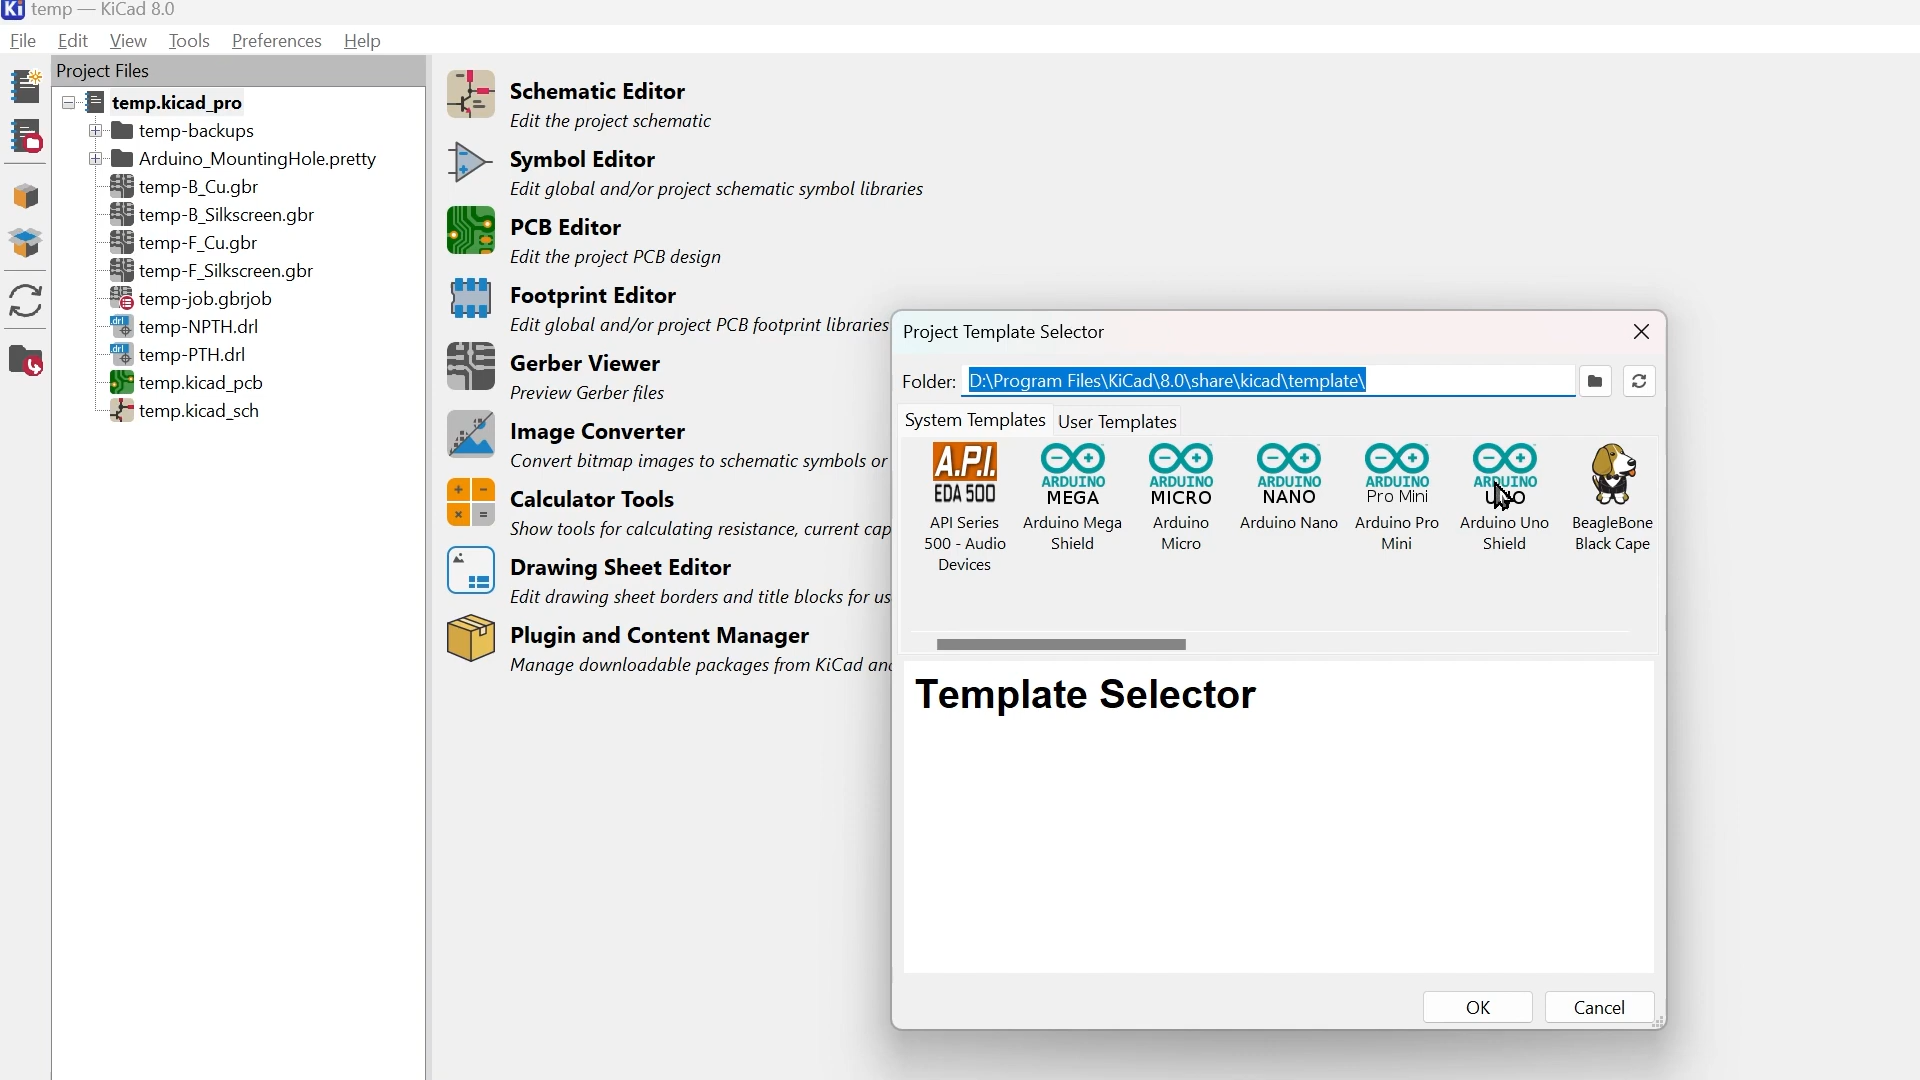 Ki temp — KiCad 8.0
File Edit View Tools Preferences Help
Project Files
temp.kicad_pro
temp-backups
Arduino_MountingHole.pretty
temp-B_Cu.gbr
temp-B_Silkscreen.gbr
temp-F_Cu.gbr
temp-F_Silkscreen.gbr
temp-job.gbrjob
drl temp-NPTH.drl
drl temp-PTH.drl
temp.kicad_pcb
temp.kicad_sch
Schematic Editor
Edit the project schematic
Symbol Editor
Edit global and/or project schematic symbol libraries
PCB Editor
Edit the project PCB design
Footprint Editor
Edit global and/or project PCB footprint libraries
Gerber Viewer
Preview Gerber files
Image Converter
Convert bitmap images to schematic symbols or
Calculator Tools
Show tools for calculating resistance, current cap
Drawing Sheet Editor
Edit drawing sheet borders and title blocks for us
Plugin and Content Manager
Manage downloadable packages from KiCad an
Project Template Selector
Folder: D:\Program Files\KiCad\8.0\share\kicad\template\
System Templates User Templates
A.P.I. ARDUINO ARDUINO ARDUINO ARDUINO ARDUINO
EDA 500 MEGA MICRO NANO Pro Mini UNO
API Series Arduino Mega Arduino Arduino Nano Arduino Pro Arduino Uno BeagleBone
500 - Audio Shield Micro Mini Shield Black Cape
Devices
Template Selector
OK Cancel